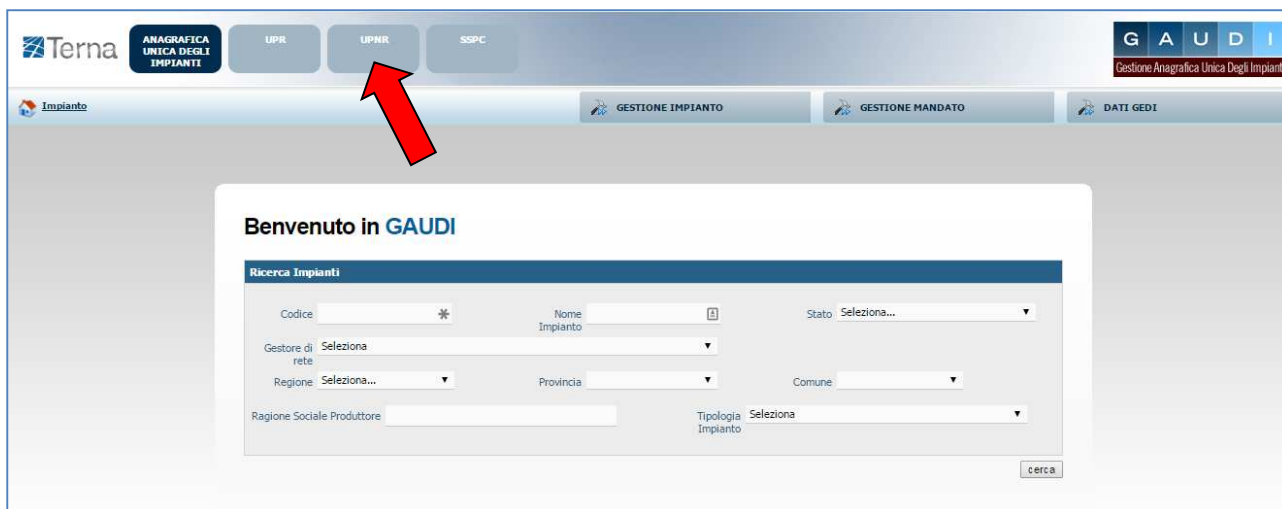 Terna
ANAGRAFICA
UNICA DEGLI
IMPIANTI
UPR
UPNR
SSPC
G A U D I
Gestione Anagrafica Unica Degli Impiant
Impianto
GESTIONE IMPIANTO
GESTIONE MANDATO
DATI GEDI
Benvenuto in GAUDI
Ricerca Impianti
Codice
Nome
Impianto
Stato Seleziona...
Gestore di
rete
Seleziona
Regione Seleziona...
Provincia
Comune
Ragione Sociale Produttore
Tipologia
Impianto
Seleziona
cerca